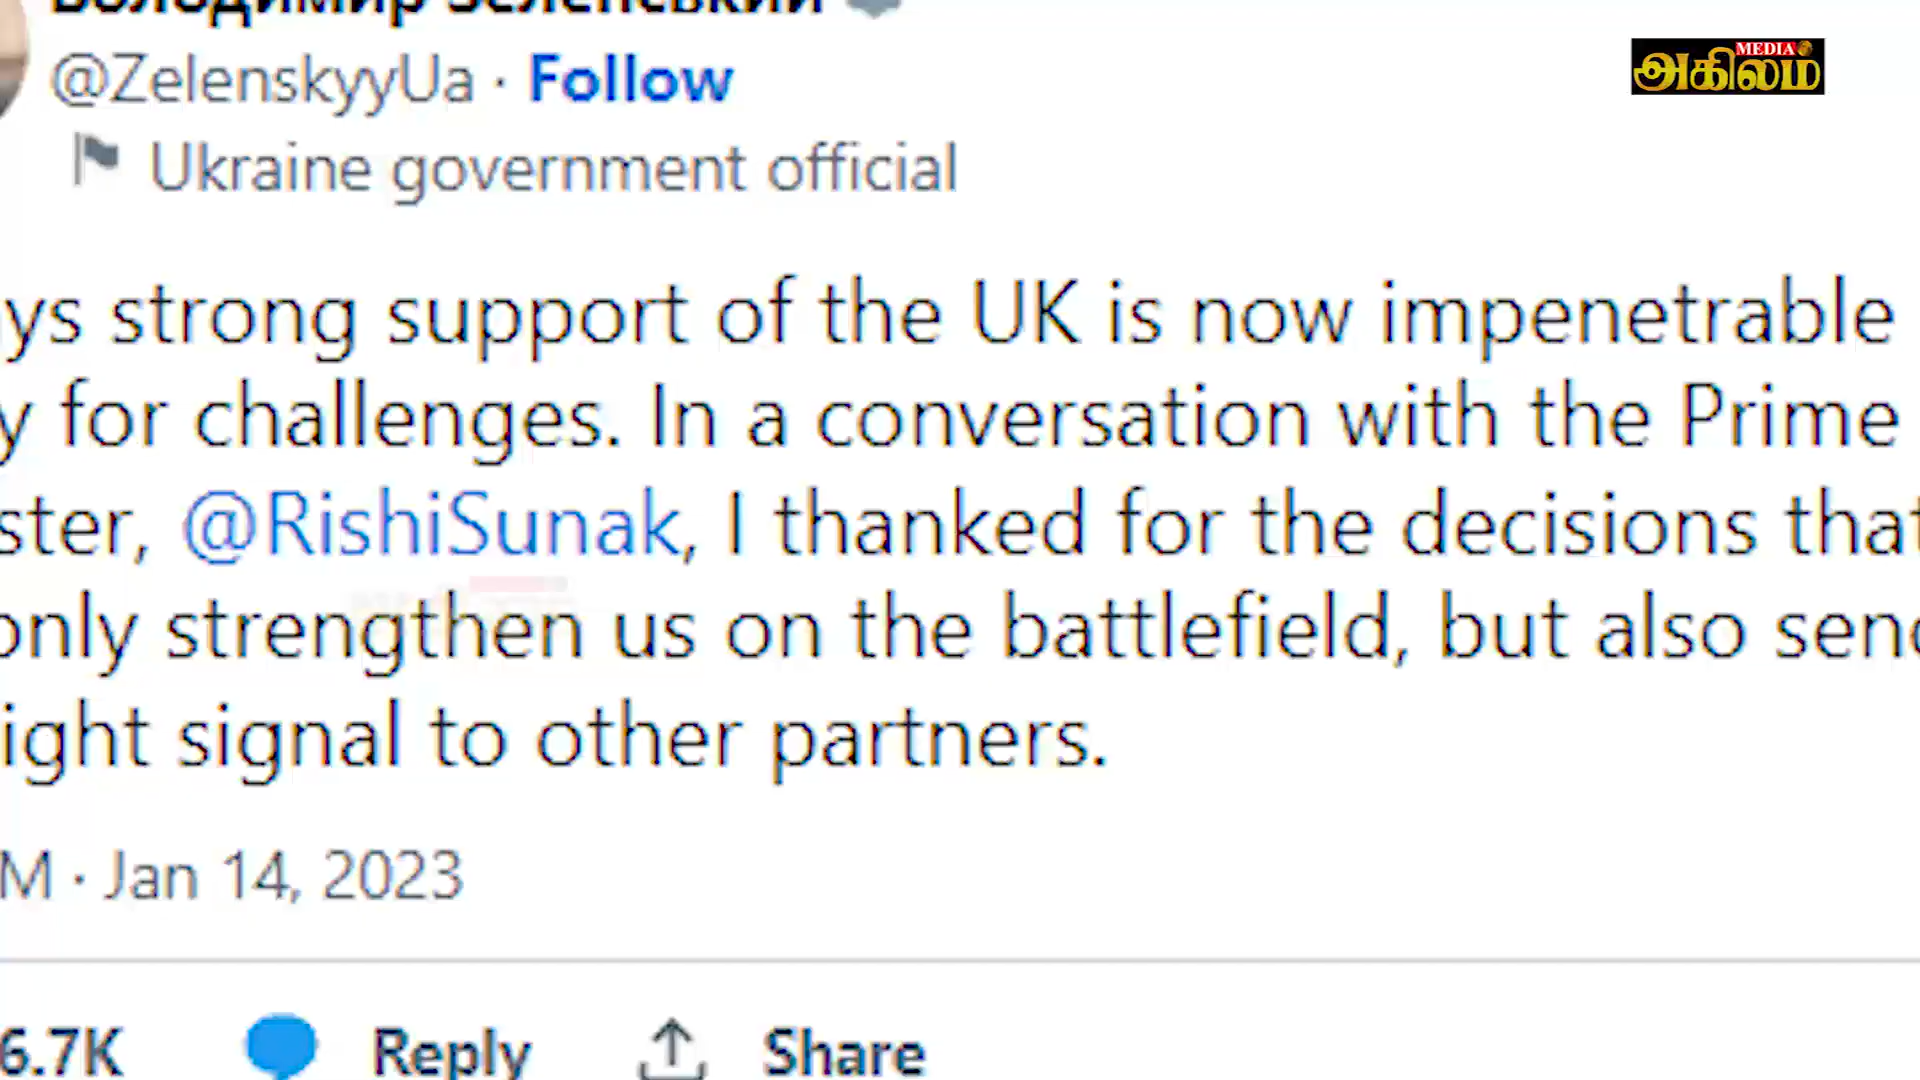 Володимир Зеленський
@ZelenskyyUa · Follow
MEDIA
அகிலம்
Ukraine government official
ys strong support of the UK is now impenetrable
y for challenges. In a conversation with the Prime
ster, @RishiSunak, I thanked for the decisions that
only strengthen us on the battlefield, but also send
ight signal to other partners.
M · Jan 14, 2023
6.7K Reply Share